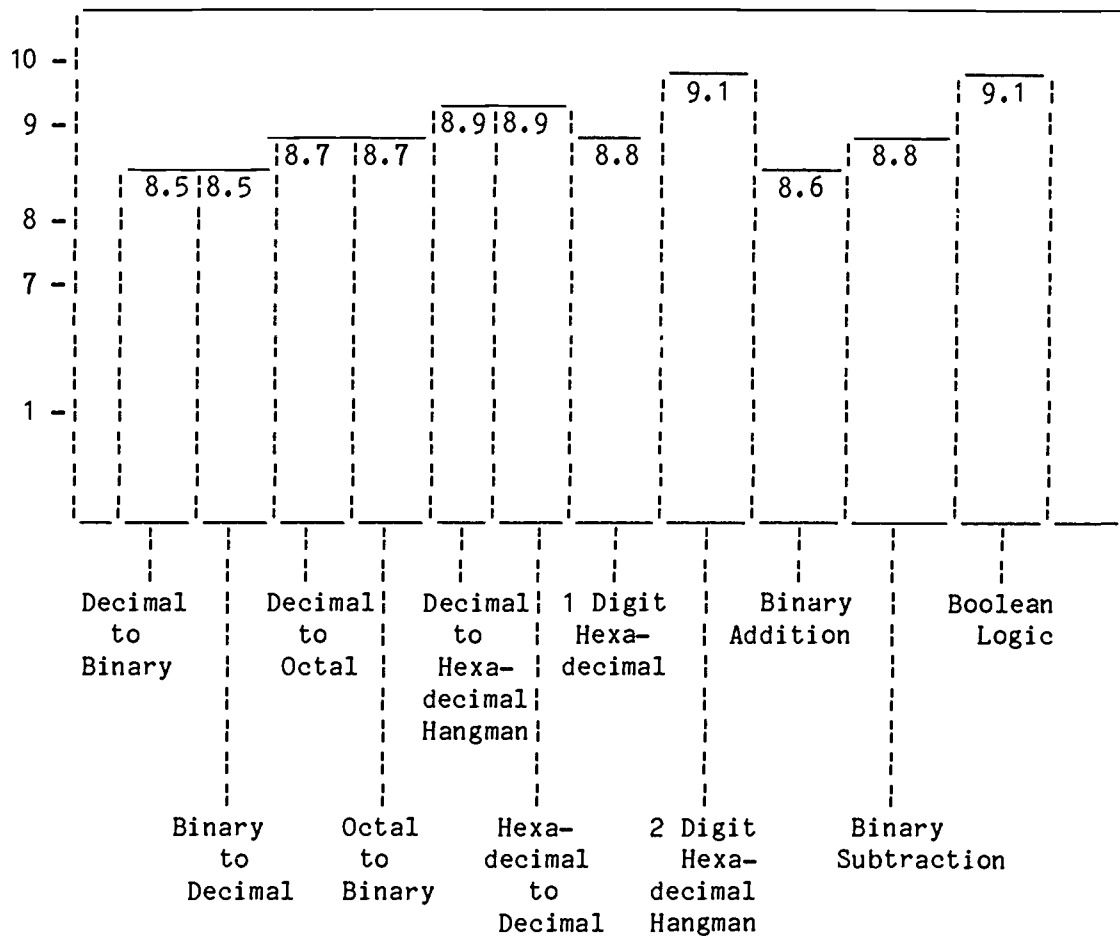 10 -
9.1 9.1
8.9 8.9
9 -
8.7 8.7 8.8 8.8
8.5 8.5 8.6
8 -
7 -
1 -
Decimal
to
Binary
Decimal
to
Octal
Decimal
to
Hexa-
decimal
Hangman
1 Digit
Hexa-
decimal
Binary
Addition
Boolean
Logic
Binary
to
Decimal
Octal
to
Binary
Hexa-
decimal
to
Decimal
2 Digit
Hexa-
decimal
Hangman
Binary
Subtraction